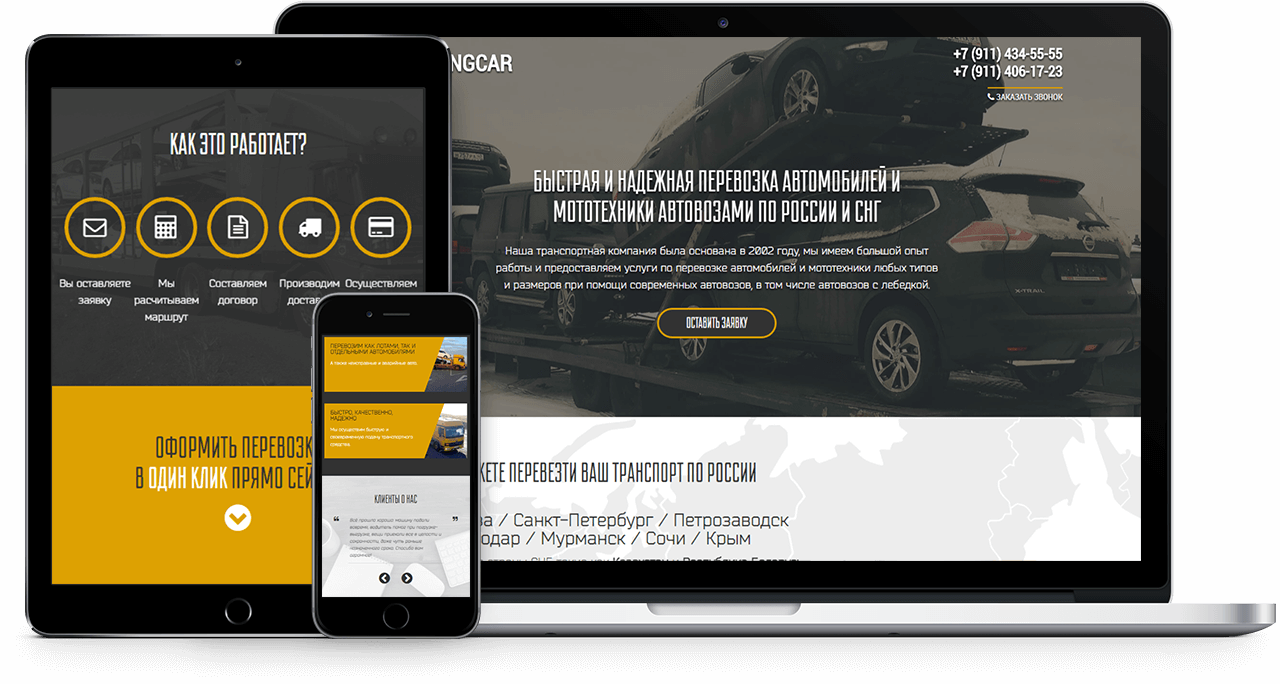 NGCAR
+7 (911) 434-55-55
+7 (911) 406-17-23
ЗАКАЗАТЬ ЗВОНОК
БЫСТРАЯ И НАДЕЖНАЯ ПЕРЕВОЗКА АВТОМОБИЛЕЙ И
МОТОТЕХНИКИ АВТОВОЗАМИ ПО РОССИИ И СНГ
Наша транспортная компания была основана в 2002 году, мы имеем большой опыт
работы и предоставляем услуги по перевозке автомобилей и мототехники любых типов
и размеров при помощи современных автовозов, в том числе автовозов с лебедкой.
ОСТАВИТЬ ЗАЯВКУ
X-TRAIL
ЖЕТЕ ПЕРЕВЕЗТИ ВАШ ТРАНСПОРТ ПО РОССИИ
ва / Санкт-Петербург / Петрозаводск
одар / Мурманск / Сочи / Крым
КАК ЭТО РАБОТАЕТ?
Вы оставляете
заявку
Мы
расчитываем
маршрут
Составляем
договор
Производим
достав
Осуществляем
ОФОРМИТЬ ПЕРЕВОЗК
В ОДИН КЛИК ПРЯМО СЕЙ
ПЕРЕВОЗИМ КАК ЛОТАМИ, ТАК И
ОТДЕЛЬНЫМИ АВТОМОБИЛЯМИ
А также неисправные и аварийные авто.
БЫСТРО, КАЧЕСТВЕННО,
НАДЕЖНО
Мы осуществим быструю и
своевременную подачу транспортного
средства.
КЛИЕНТЫ О НАС